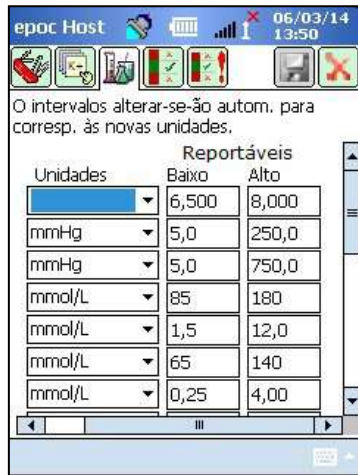 epoc Host 06/03/14
13:50
O intervalos alterar-se-ão autom. para
corresp. às novas unidades.
Reportáveis
Unidades Baixo Alto
6,500 8,000
mmHg 5,0 250,0
mmHg 5,0 750,0
mmol/L 85 180
mmol/L 1,5 12,0
mmol/L 65 140
mmol/L 0,25 4,00